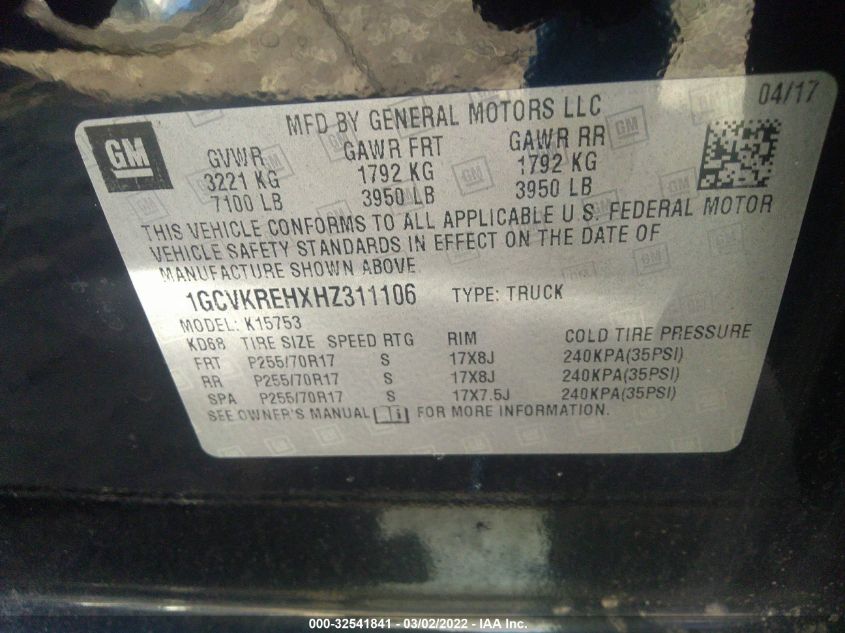 MFD BY GENERAL MOTORS LLC
04/17
GM
GVWR GAWR FRT GAWR RR
3221 KG 1792 KG 1792 KG
7100 LB 3950 LB 3950 LB
THIS VEHICLE CONFORMS TO ALL APPLICABLE U.S. FEDERAL MOTOR
VEHICLE SAFETY STANDARDS IN EFFECT ON THE DATE OF
MANUFACTURE SHOWN ABOVE.
1GCVKREHXHZ311106 TYPE: TRUCK
MODEL: K15753
KD68 TIRE SIZE SPEED RTG RIM COLD TIRE PRESSURE
FRT P255/70R17 S 17X8J 240KPA(35PSI)
RR P255/70R17 S 17X8J 240KPA(35PSI)
SPA P255/70R17 S 17X7.5J 240KPA(35PSI)
SEE OWNER'S MANUAL i FOR MORE INFORMATION.
000-32541841 - 03/02/2022 - IAA Inc.